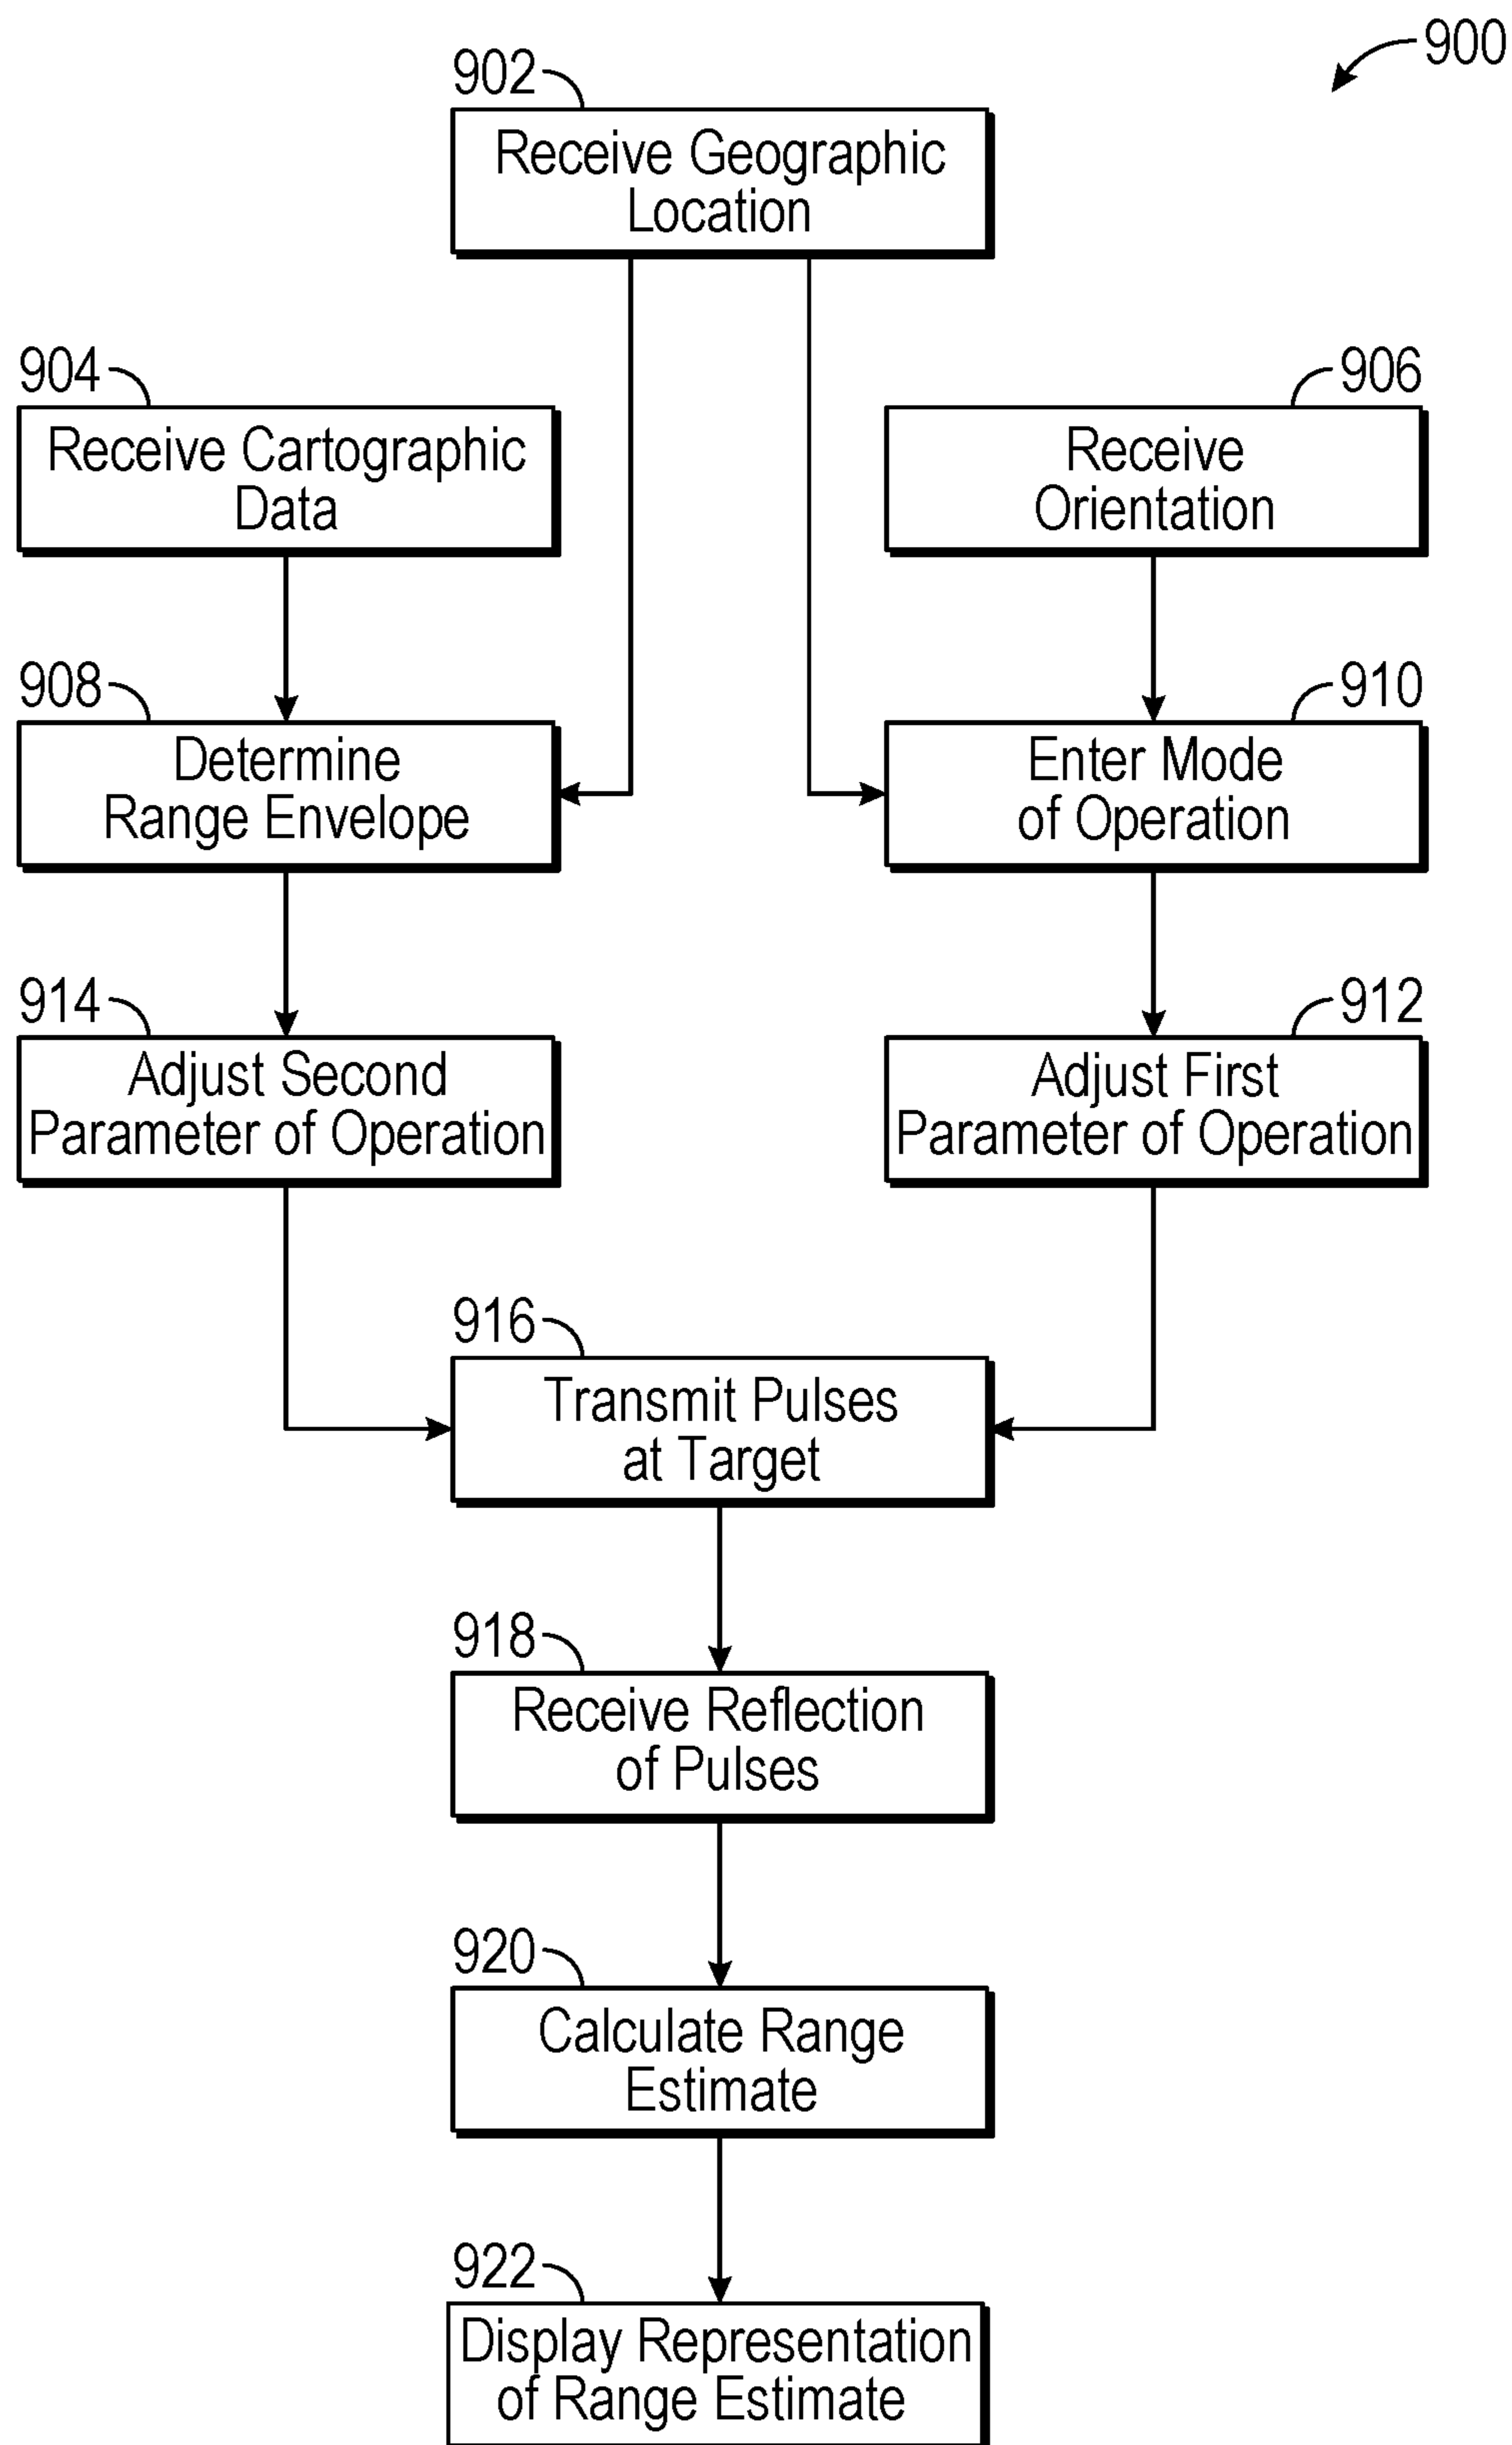 900
902
Receive Geographic
Location
904
Receive Cartographic
Data
906
Receive
Orientation
908
Determine
Range Envelope
910
Enter Mode
of Operation
914
Adjust Second
Parameter of Operation
912
Adjust First
Parameter of Operation
916
Transmit Pulses
at Target
918
Receive Reflection
of Pulses
920
Calculate Range
Estimate
922
Display Representation
of Range Estimate